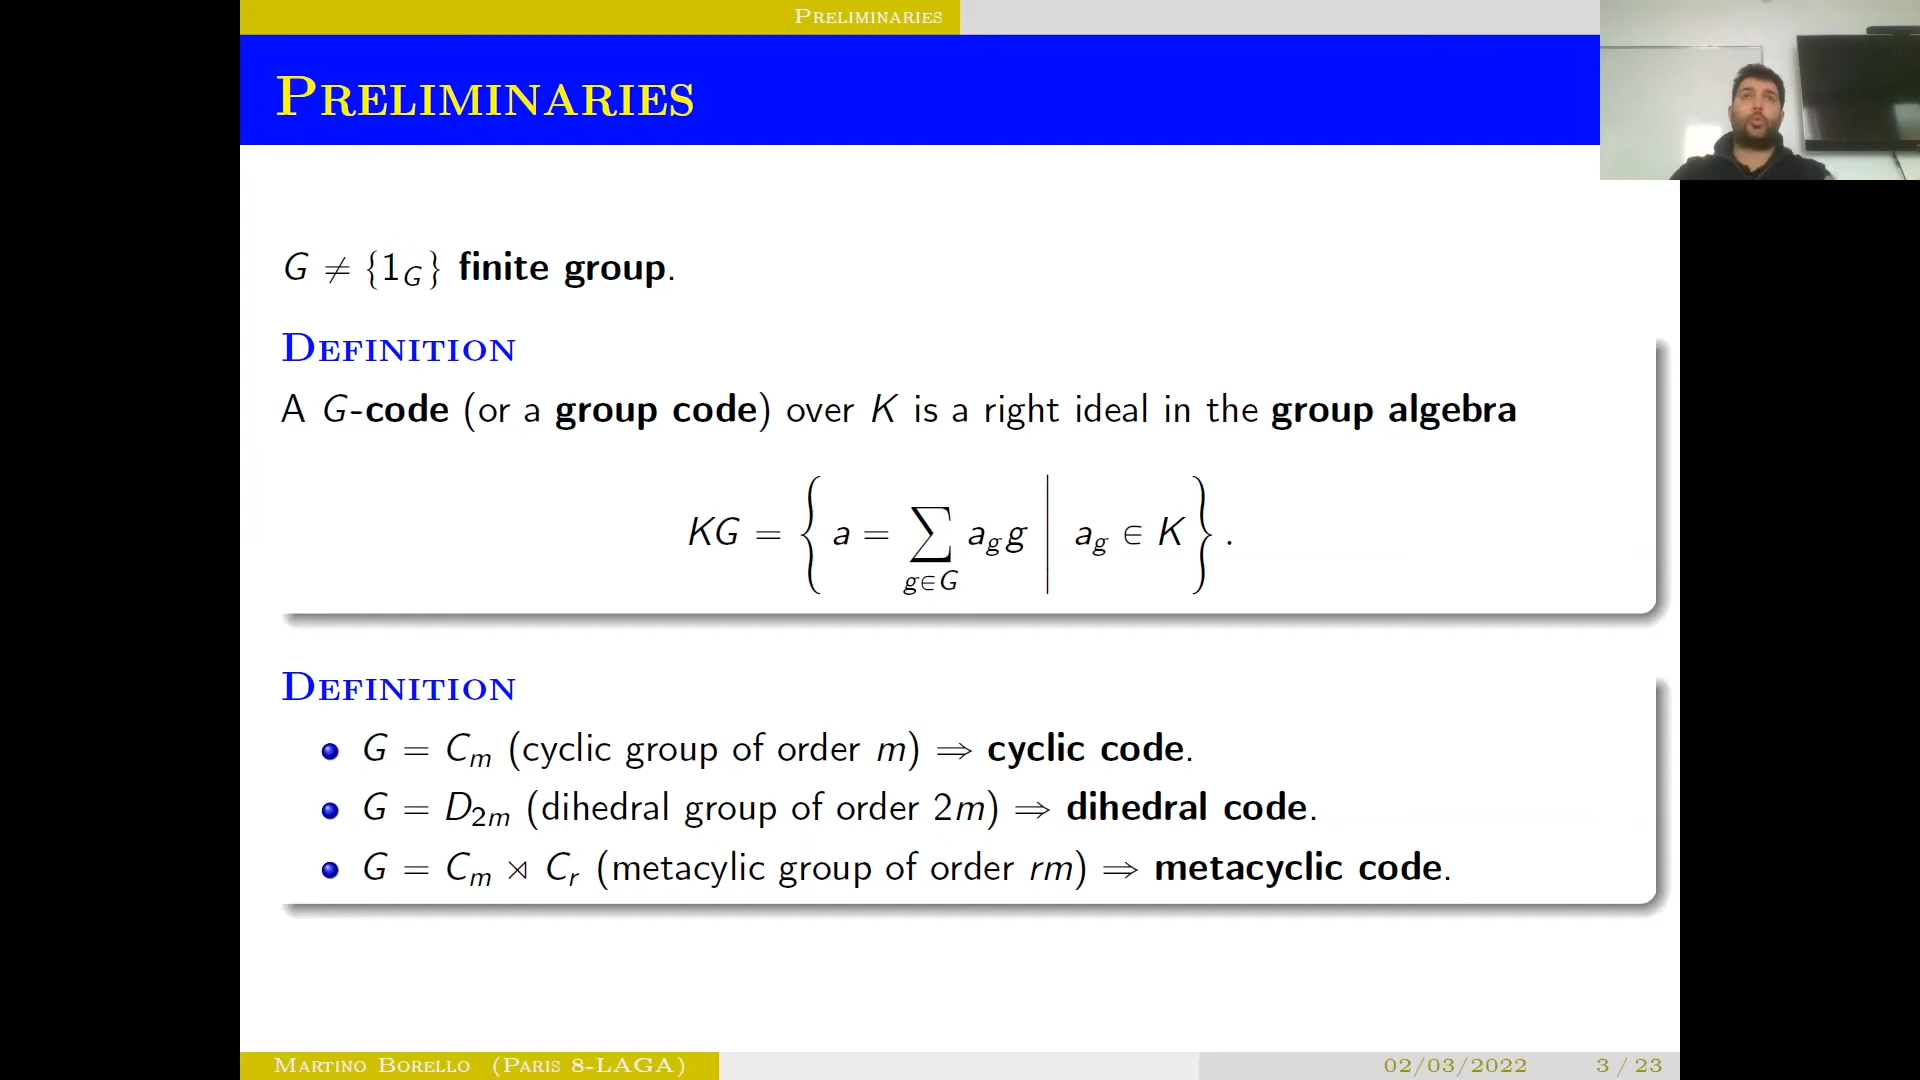 Preliminaries
Preliminaries
G ≠ {1_G} finite group.
Definition
A G-code (or a group code) over K is a right ideal in the group algebra
KG = { a = ∑_{g∈G} a_g g | a_g ∈ K } .
Definition
G = C_m (cyclic group of order m) ⇒ cyclic code.
G = D_{2m} (dihedral group of order 2m) ⇒ dihedral code.
G = C_m ⋊ C_r (metacylic group of order rm) ⇒ metacyclic code.
Martino Borello (Paris 8-LAGA) 02/03/2022 3 / 23